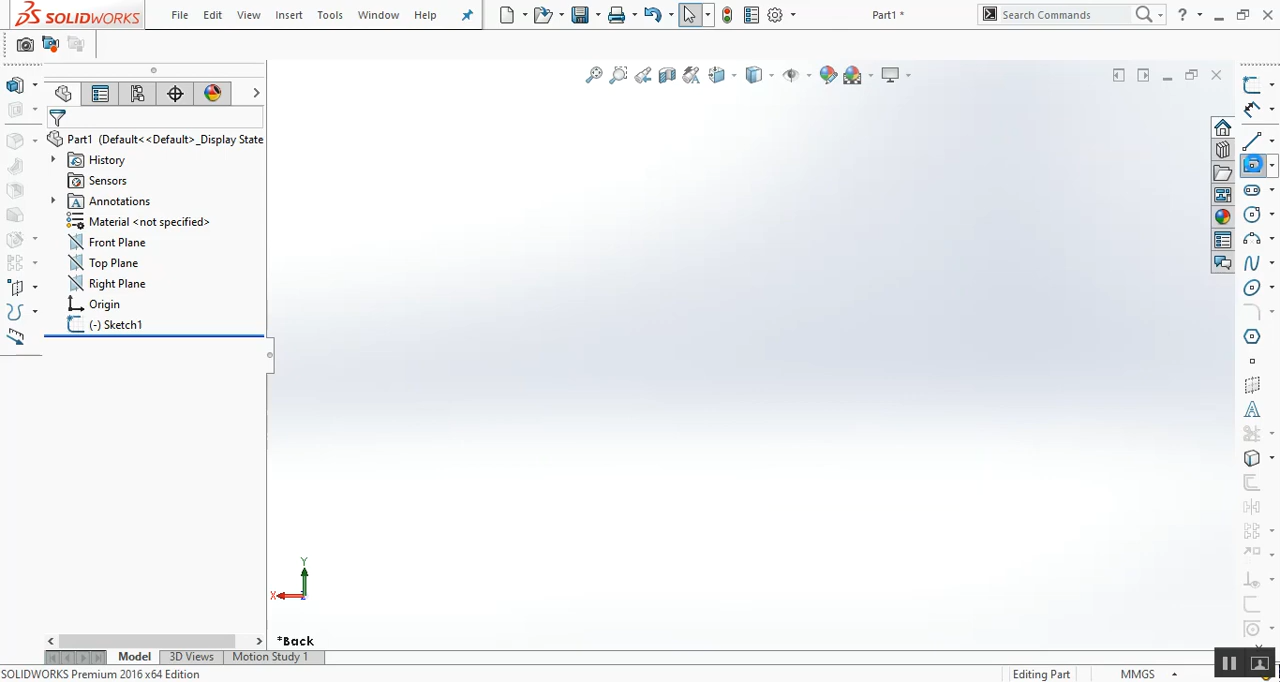 SOLIDWORKS File Edit View Insert Tools Window Help Part1 * Search Commands ?
Part1 (Default<<Default>_Display State
History
Sensors
Annotations
Material <not specified>
Front Plane
Top Plane
Right Plane
Origin
(-) Sketch1
Y
X Z
*Back
Model 3D Views Motion Study 1
SOLIDWORKS Premium 2016 x64 Edition Editing Part MMGS